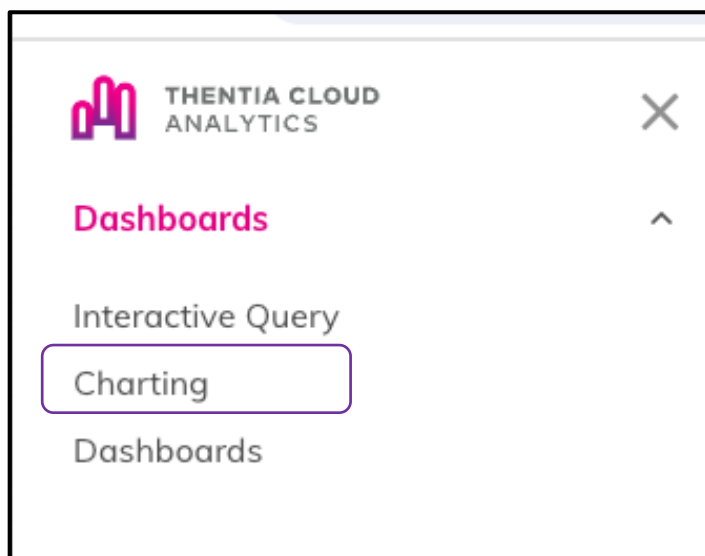 THENTIA CLOUD
ANALYTICS
Dashboards
Interactive Query
Charting
Dashboards